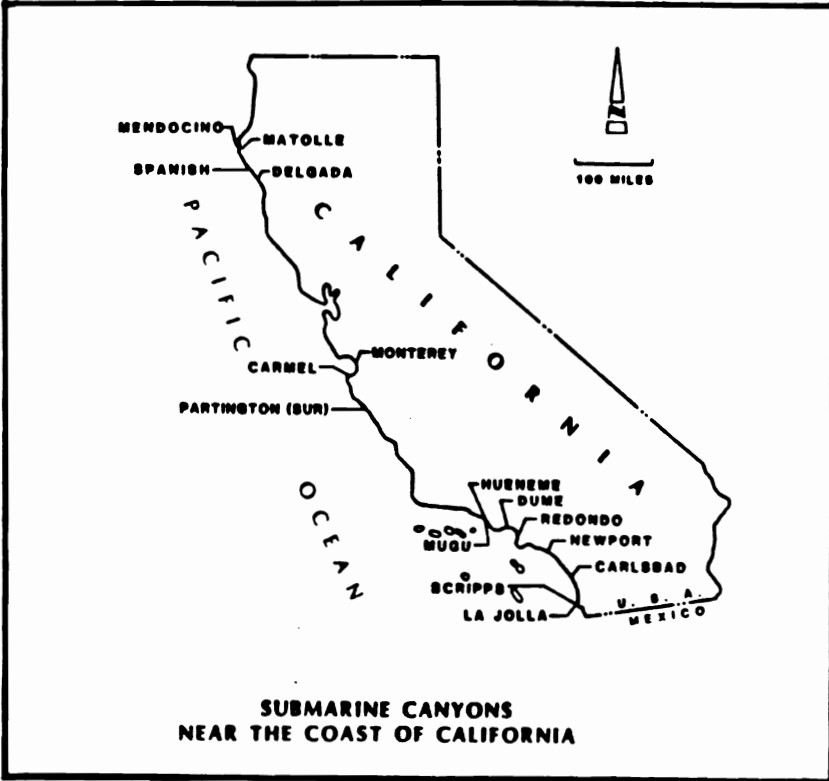 MENDOCINO
MATOLLE
SPANISH
DELGADA
N
100 MILES
PACIFIC
CALIFORNIA
MONTEREY
CARMEL
PARTINGTON (SUR)
OCEAN
HUENEME
DUME
REDONDO
MUGU
NEWPORT
CARLSBAD
SCRIPPS
LA JOLLA
U. S. A.
MEXICO
SUBMARINE CANYONS
NEAR THE COAST OF CALIFORNIA